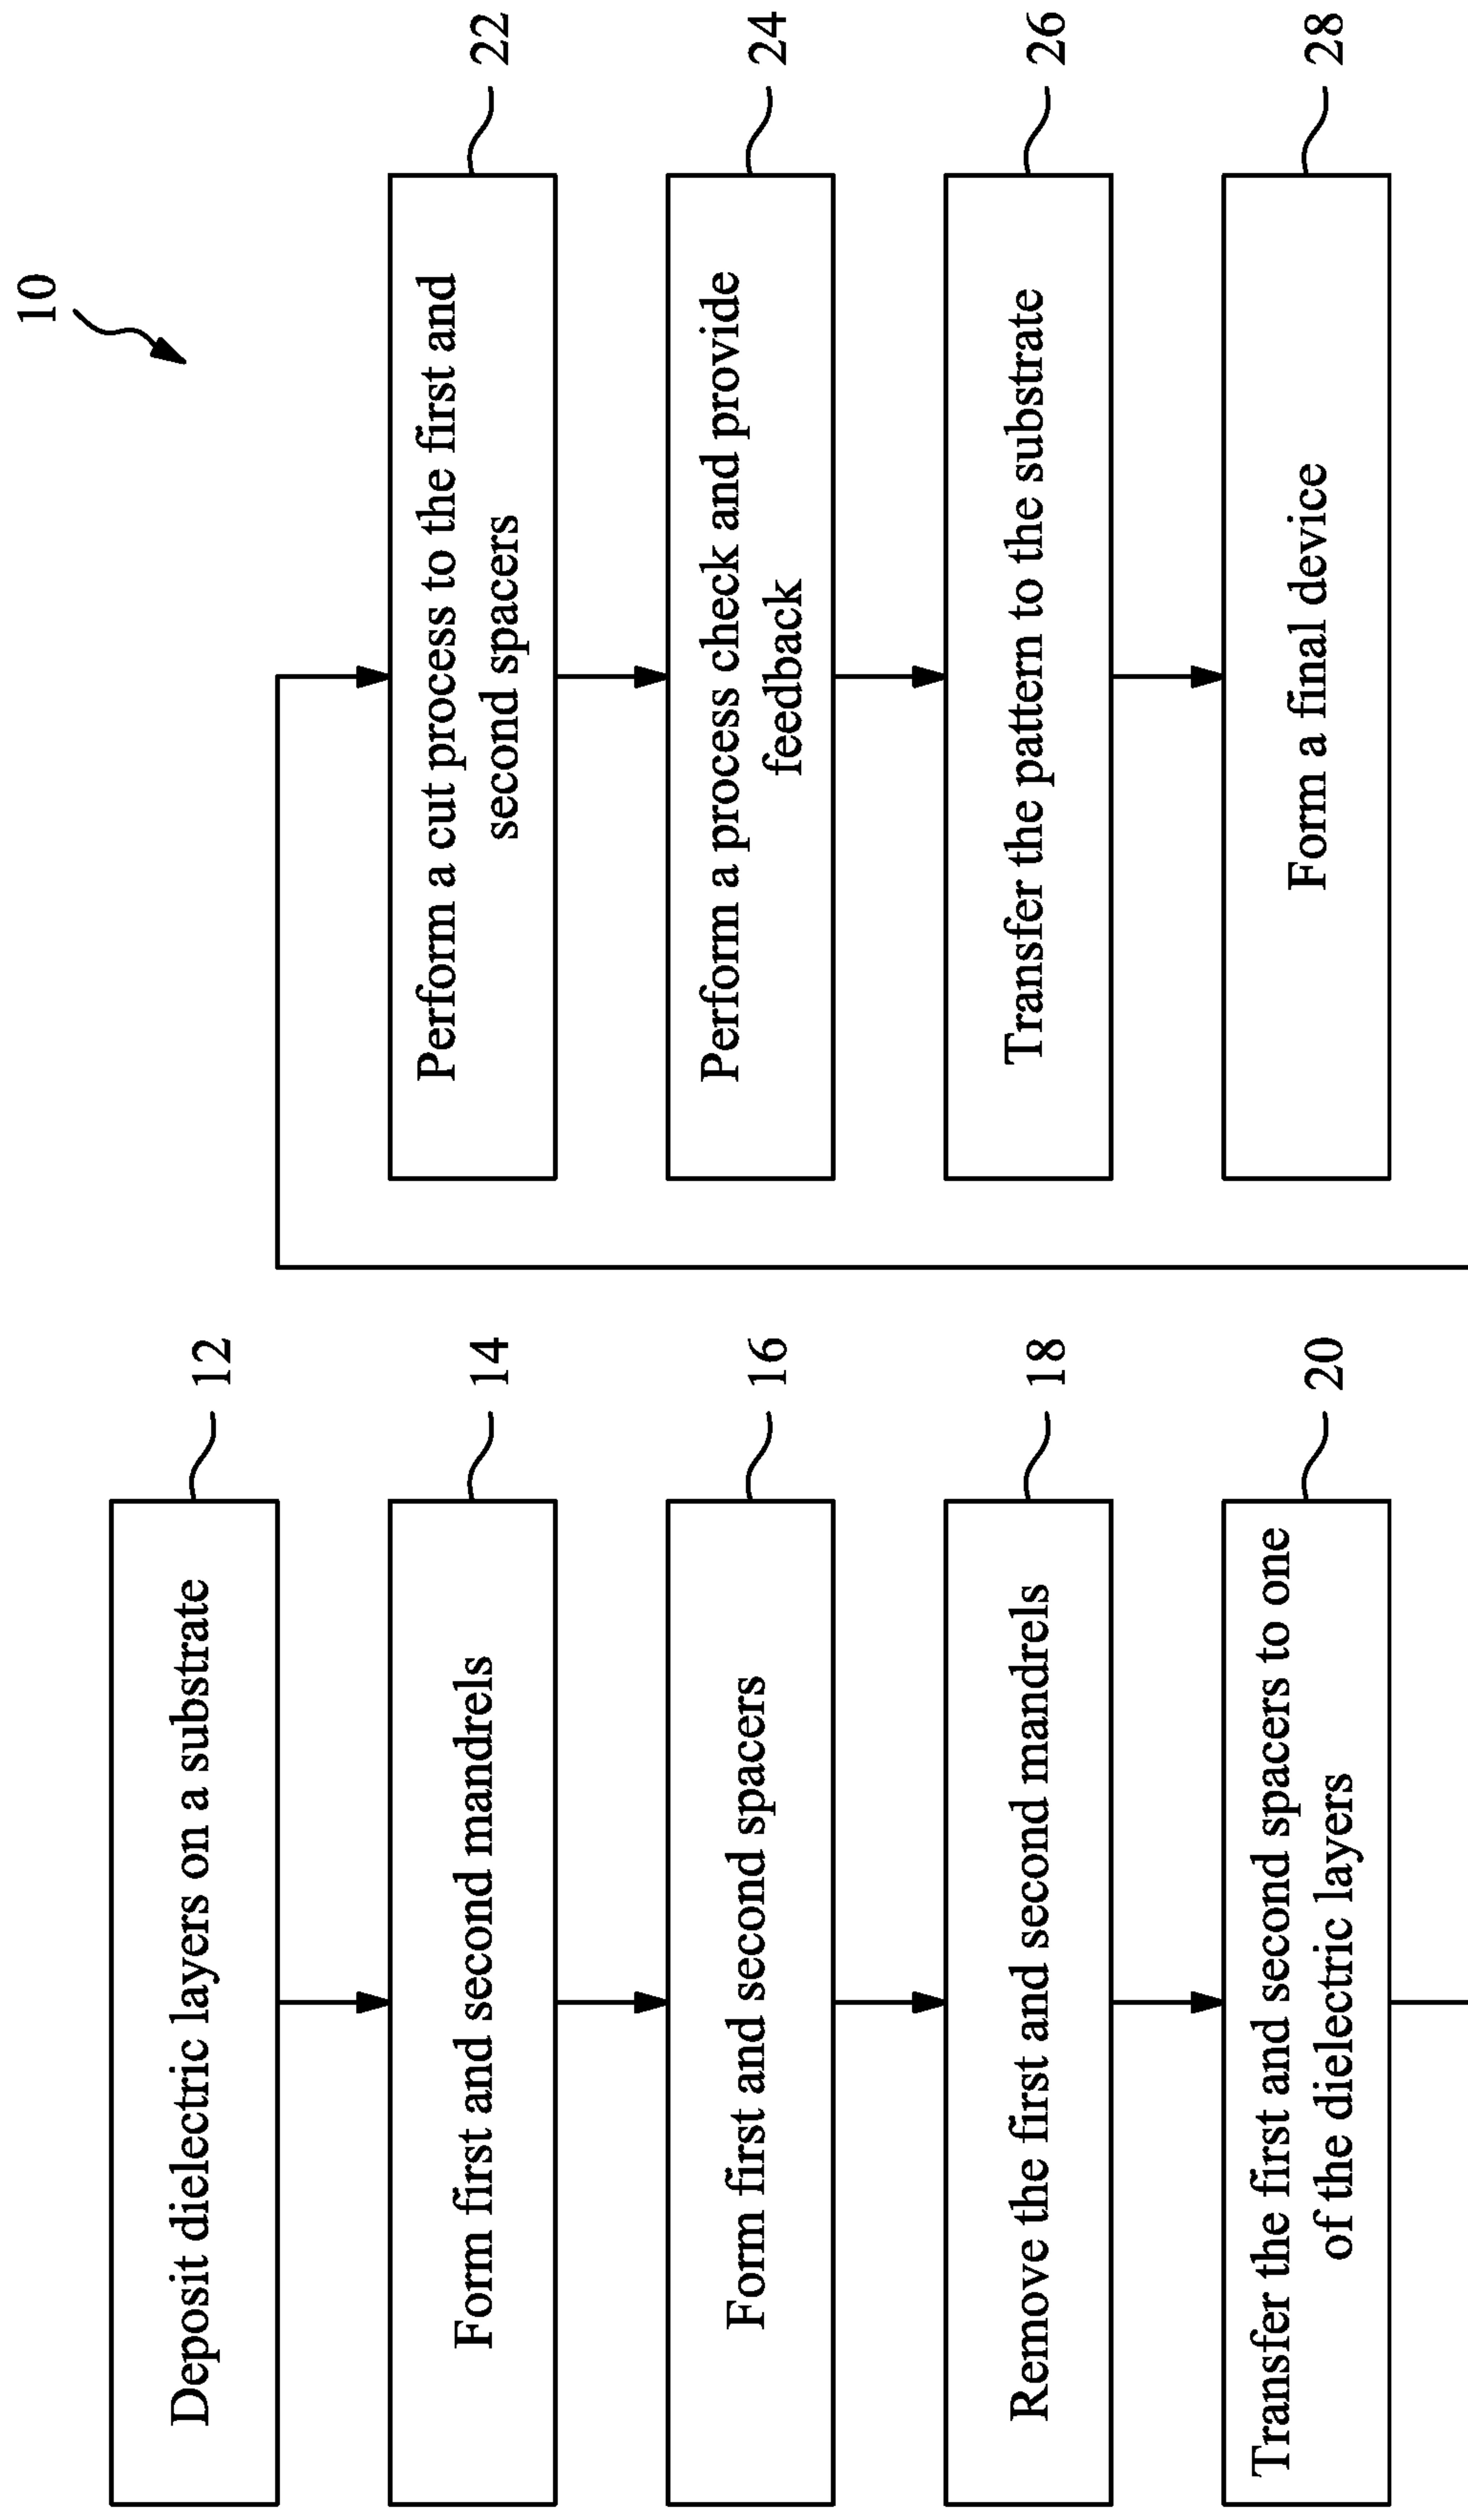 10
Deposit dielectric layers on a substrate
12
Form first and second mandrels
14
Form first and second spacers
16
Remove the first and second mandrels
18
Transfer the first and second spacers to one
of the dielectric layers
20
Perform a cut process to the first and
second spacers
22
Perform a process check and provide
feedback
24
Transfer the pattern to the substrate
26
Form a final device
28